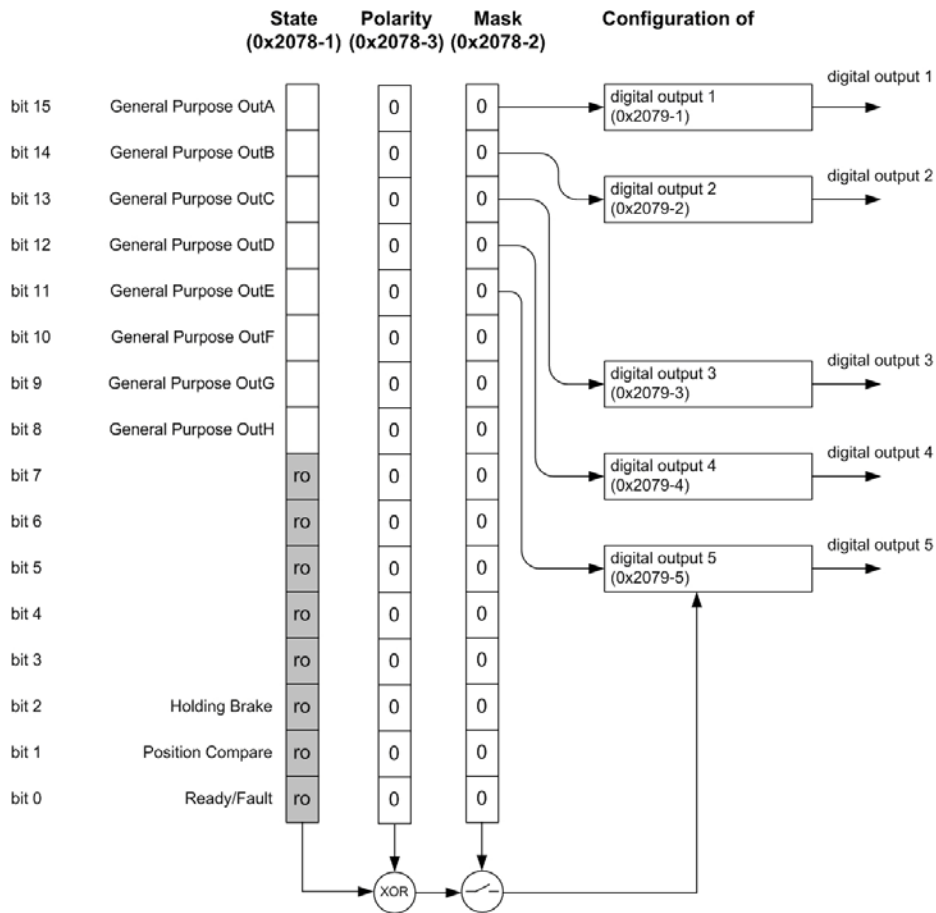 State Polarity Mask Configuration of
(0x2078-1) (0x2078-3) (0x2078-2)
digital output 1
bit 15 General Purpose OutA 0 0 digital output 1
(0x2079-1)
bit 14 General Purpose OutB 0 0
digital output 2
bit 13 General Purpose OutC 0 0 digital output 2
(0x2079-2)
bit 12 General Purpose OutD 0 0
bit 11 General Purpose OutE 0 0
bit 10 General Purpose OutF 0 0
digital output 3
bit 9 General Purpose OutG 0 0 digital output 3
(0x2079-3)
bit 8 General Purpose OutH 0 0
digital output 4
bit 7 ro 0 0 digital output 4
(0x2079-4)
bit 6 ro 0 0
digital output 5
bit 5 ro 0 0 digital output 5
(0x2079-5)
bit 4 ro 0 0
bit 3 ro 0 0
bit 2 Holding Brake ro 0 0
bit 1 Position Compare ro 0 0
bit 0 Ready/Fault ro 0 0
XOR